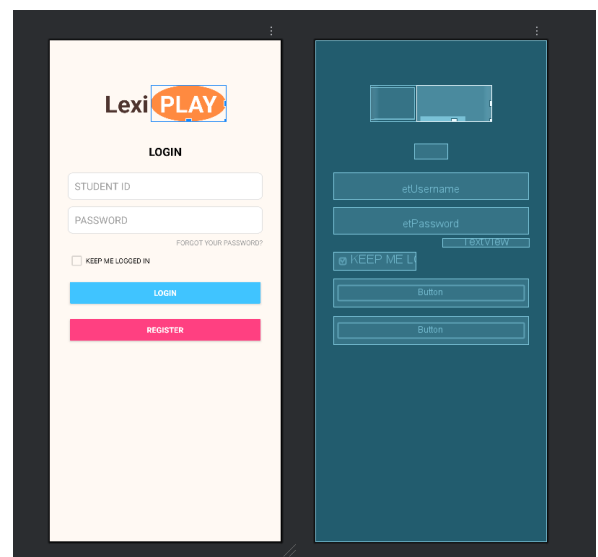 Lexi PLAY
LOGIN
STUDENT ID
PASSWORD
FORGOT YOUR PASSWORD?
KEEP ME LOGGED IN
LOGIN
REGISTER
etUsername
etPassword
TextView
KEEP ME L
Button
Button